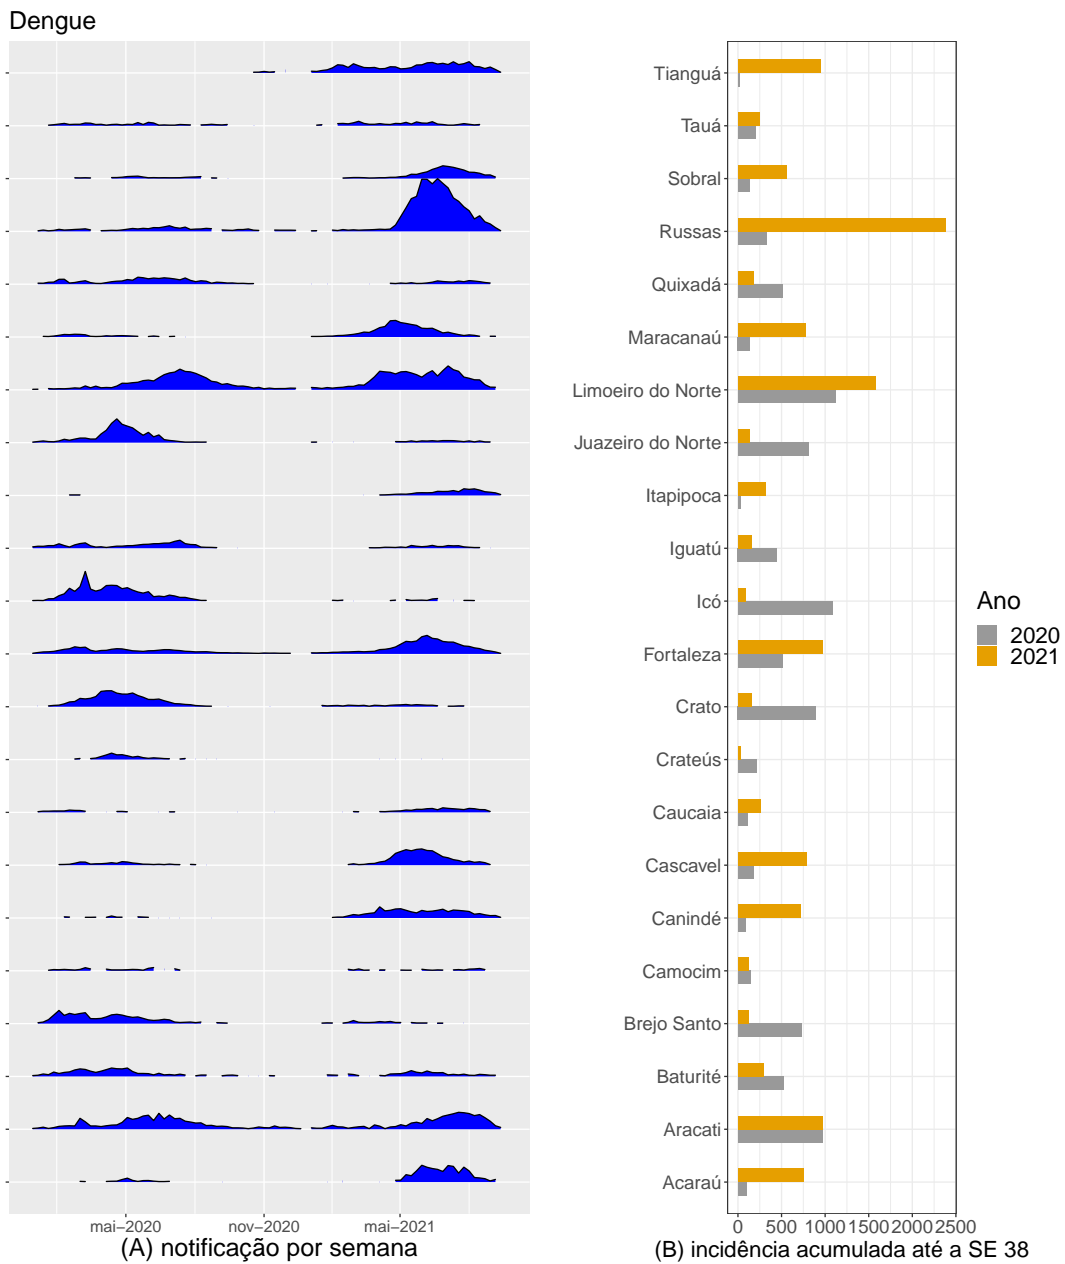 Dengue
Tianguá
Tauá
Sobral
Russas
Quixadá
Maracanaú
Limoeiro do Norte
Juazeiro do Norte
Itapipoca
Iguatú
Icó
Fortaleza
Crato
Crateús
Caucaia
Cascavel
Canindé
Camocim
Brejo Santo
Baturité
Aracati
Acaraú
Ano
2020
2021
mai−2020 nov−2020 mai−2021
(A) notificação por semana
0 500 1000 1500 2000 2500
(B) incidência acumulada até a SE 38